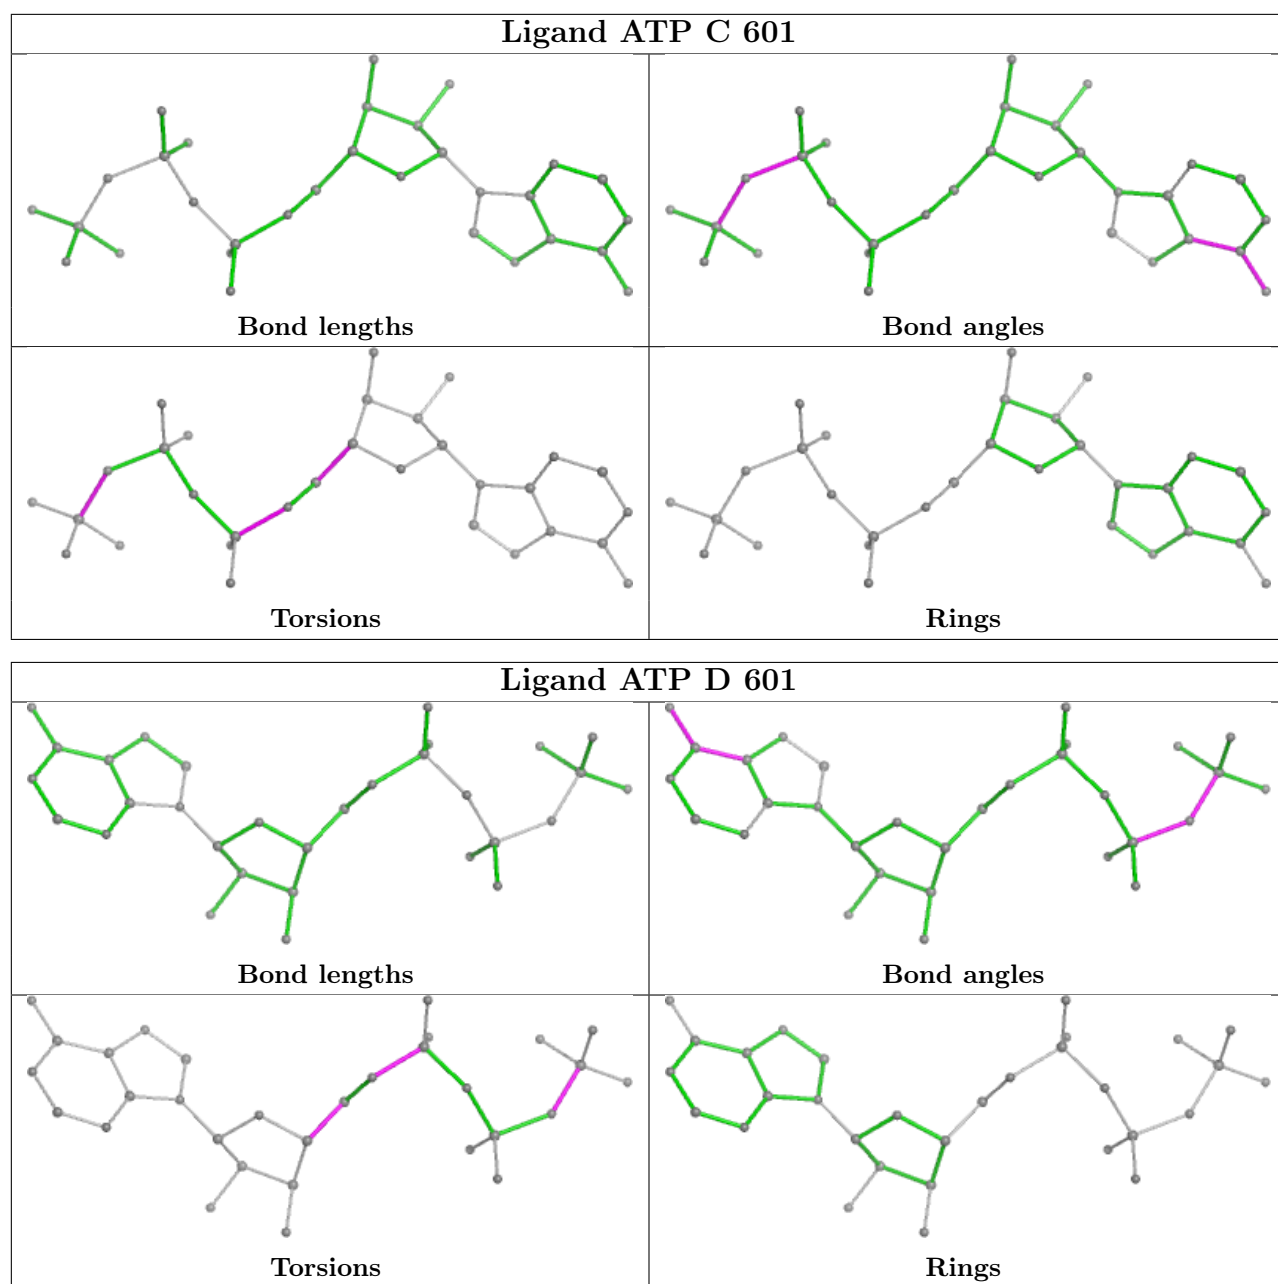 Ligand ATP C 601
Bond lengths
Bond angles
Torsions
Rings
Ligand ATP D 601
Bond lengths
Bond angles
Torsions
Rings